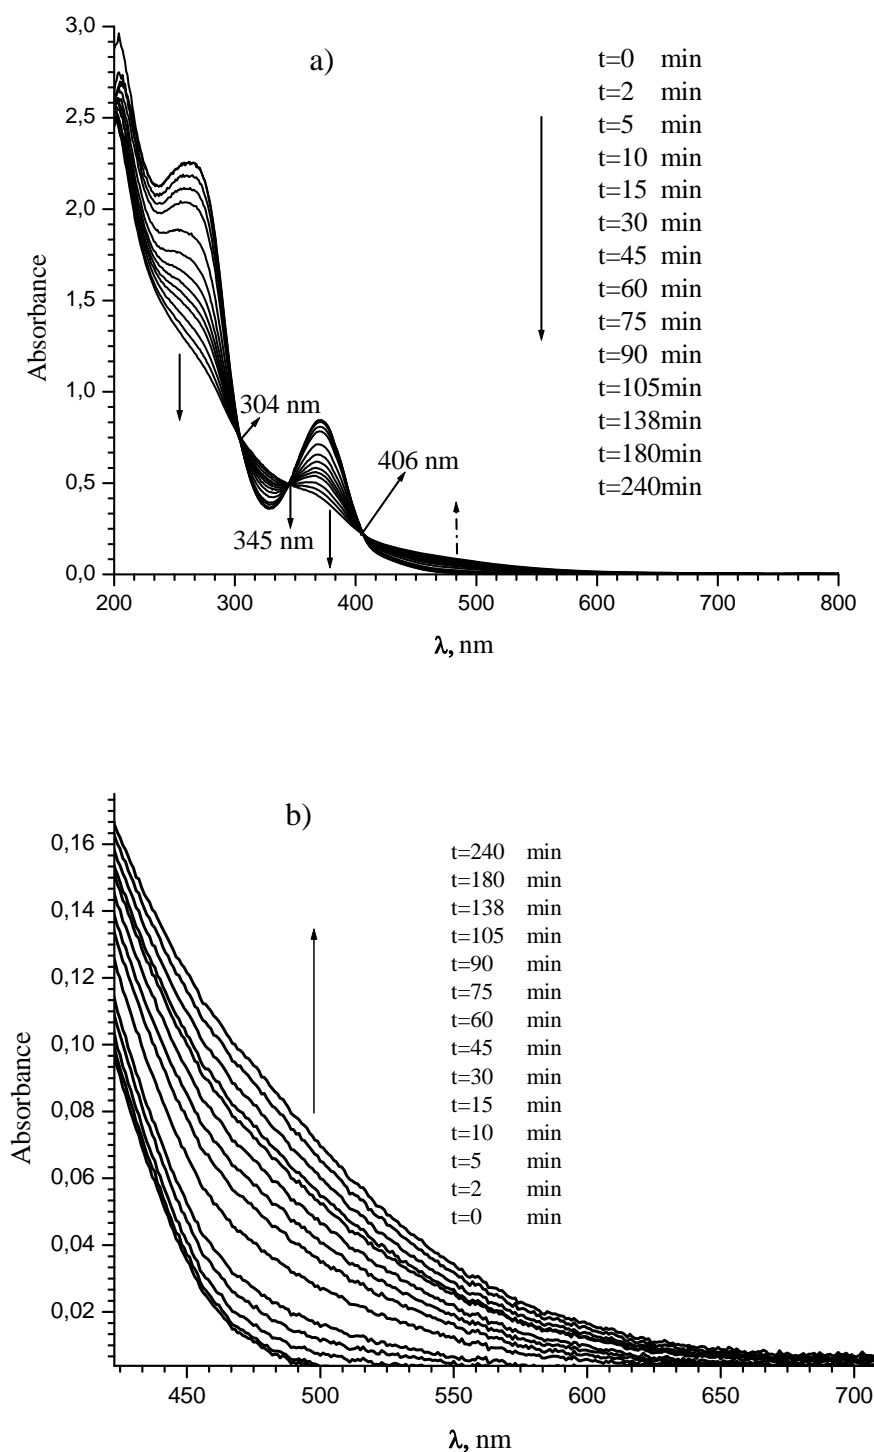 3,0
a)
t=0 min
t=2 min
t=5 min
2,5
t=10 min
t=15 min
2,0
t=30 min
t=45 min
t=60 min
1,5
t=75 min
t=90 min
1,0
t=105min
304 nm
t=138min
406 nm
t=180min
0,5
t=240min
345 nm
0,0
200 300 400 500 600 700 800
Absorbance
λ, nm
b)
0,16
t=240 min
t=180 min
0,14
t=138 min
t=105 min
t=90 min
0,12
t=75 min
t=60 min
0,10
t=45 min
t=30 min
0,08
t=15 min
t=10 min
0,06
t=5 min
t=2 min
t=0 min
0,04
0,02
450 500 550 600 650 700
Absorbance
λ, nm